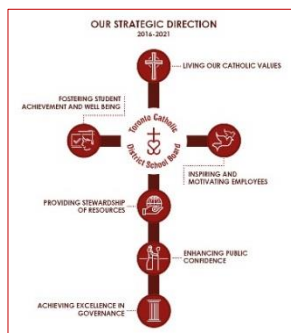 OUR STRATEGIC DIRECTION
2016-2021
LIVING OUR CATHOLIC VALUES
FOSTERING STUDENT
ACHIEVEMENT AND WELL BEING
Toronto Catholic
District School Board
INSPIRING AND
MOTIVATING EMPLOYEES
PROVIDING STEWARDSHIP
OF RESOURCES
ENHANCING PUBLIC
CONFIDENCE
ACHIEVING EXCELLENCE IN
GOVERNANCE